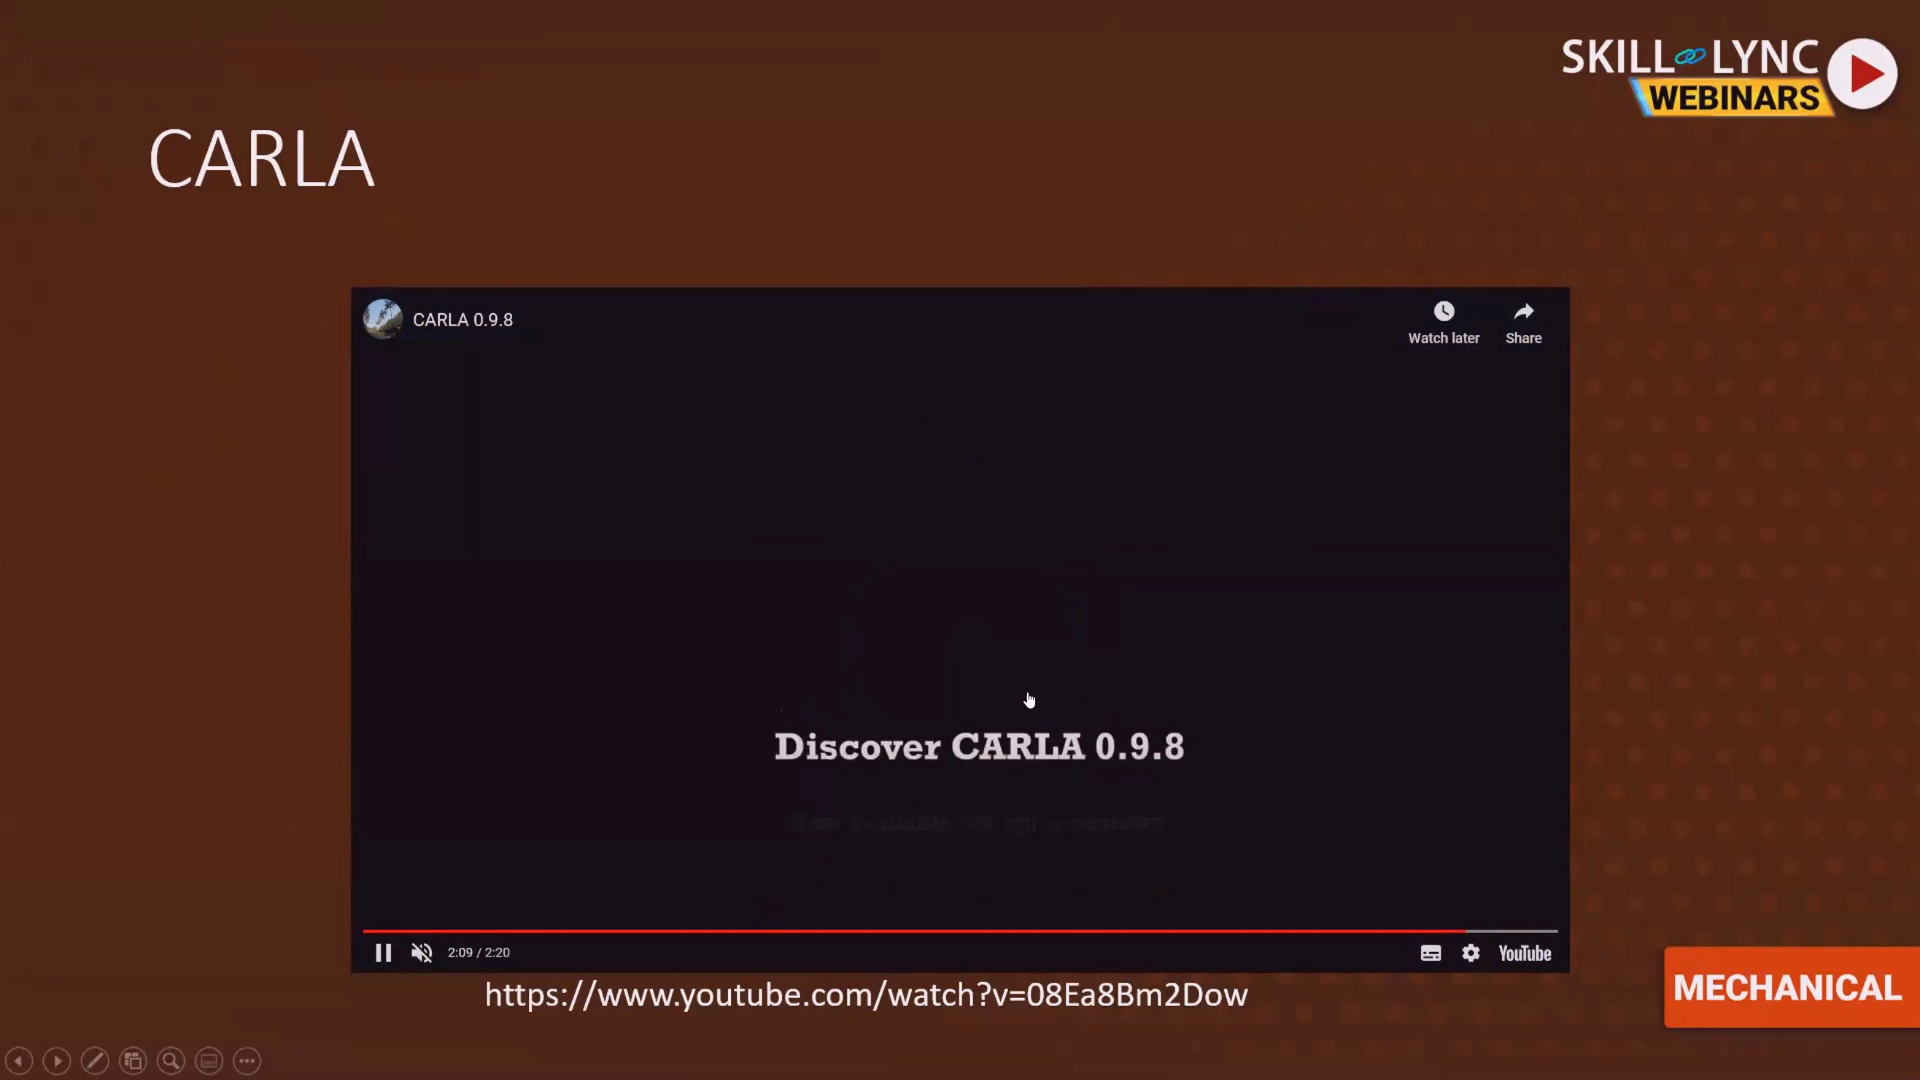 SKILL LYNC
WEBINARS
CARLA
CARLA 0.9.8
Watch later
Share
Discover CARLA 0.9.8
2:09 / 2:20
YouTube
https://www.youtube.com/watch?v=08Ea8Bm2Dow
MECHANICAL